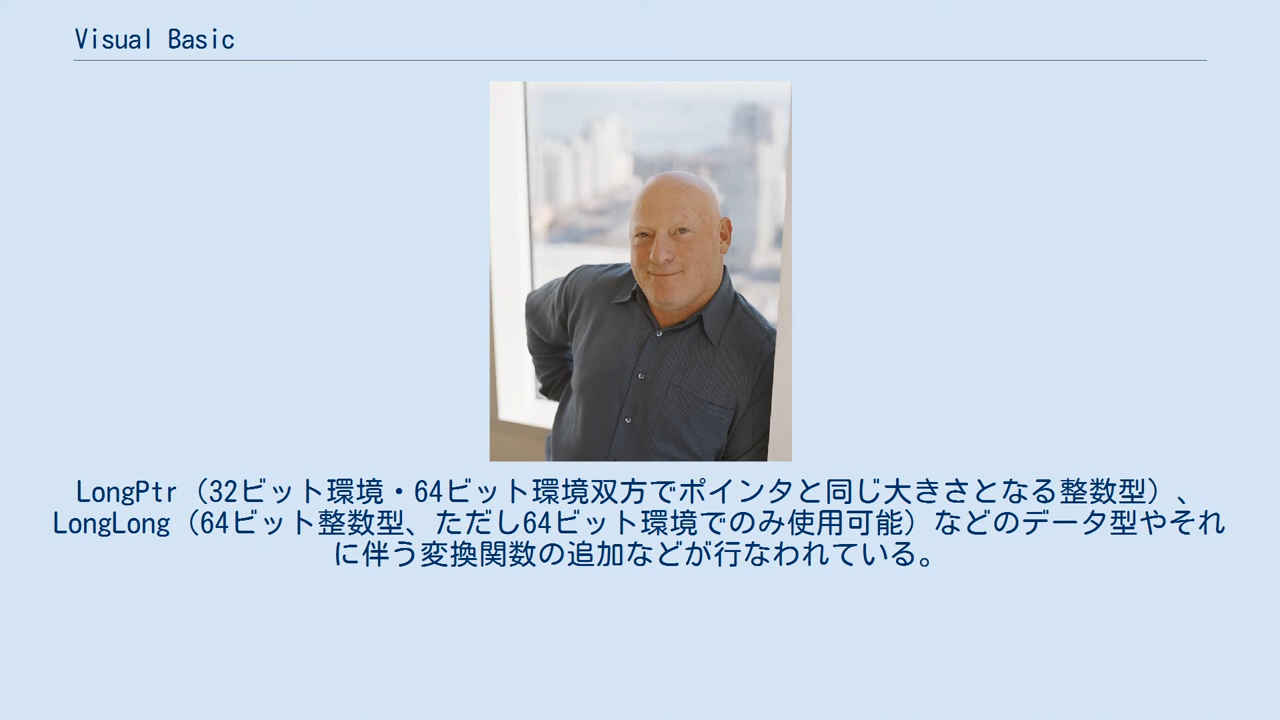 Visual Basic
LongPtr（32ビット環境・64ビット環境双方でポインタと同じ大きさとなる整数型）、
LongLong（64ビット整数型、ただし64ビット環境でのみ使用可能）などのデータ型やそれ
に伴う変換関数の追加などが行なわれている。